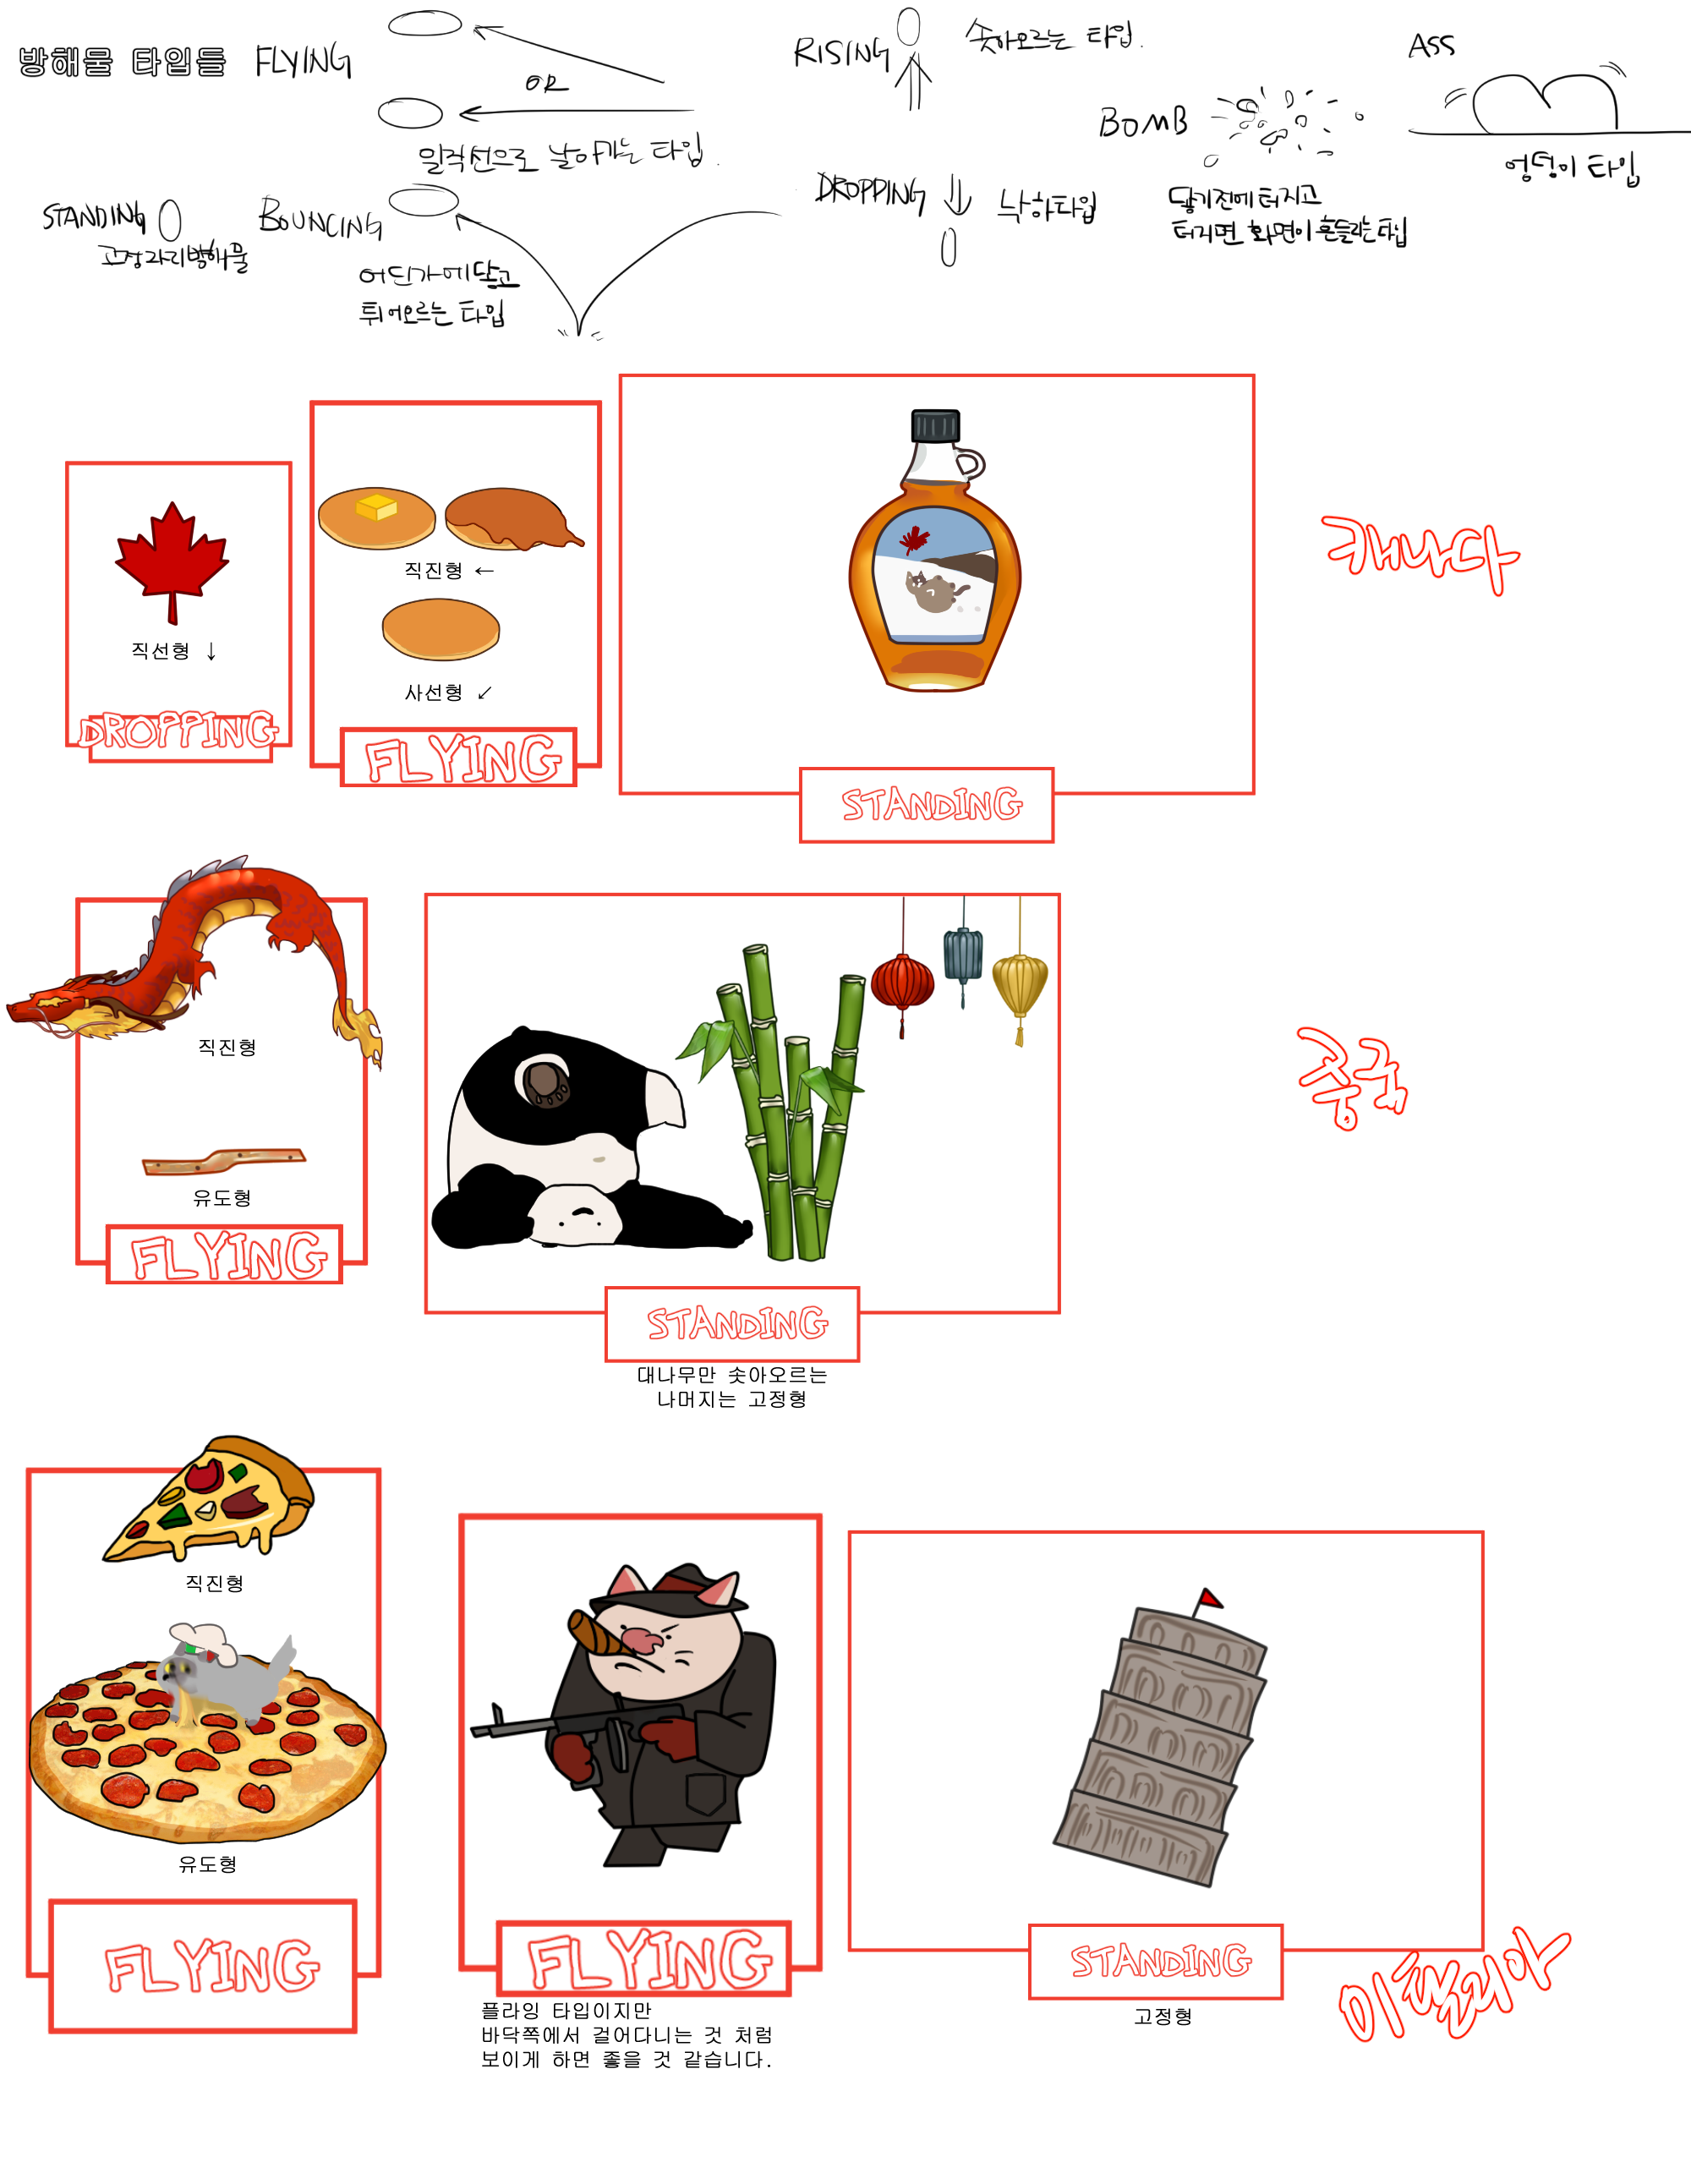 방해물 타입들
FLYING
OR
일직선으로 날아가는 타입.
RISING
솟아오르는 타입.
ASS
엉덩이 타입
BOMB
닿기전에 터지고
터지면 화면이 흔들리는 타입
STANDING
고정자리 방해물
BOUNCING
어딘가에 닿고
튀어오르는 타입
DROPPING
낙하타입
직선형 ↓
DROPPING
직진형 ←
사선형 ↙
FLYING
STANDING
캐나다
직진형
유도형
FLYING
STANDING
대나무만 솟아오르는
나머지는 고정형
중국
직진형
유도형
FLYING
FLYING
플라잉 타입이지만
바닥쪽에서 걸어다니는 것 처럼
보이게 하면 좋을 것 같습니다.
STANDING
고정형
이탈리아